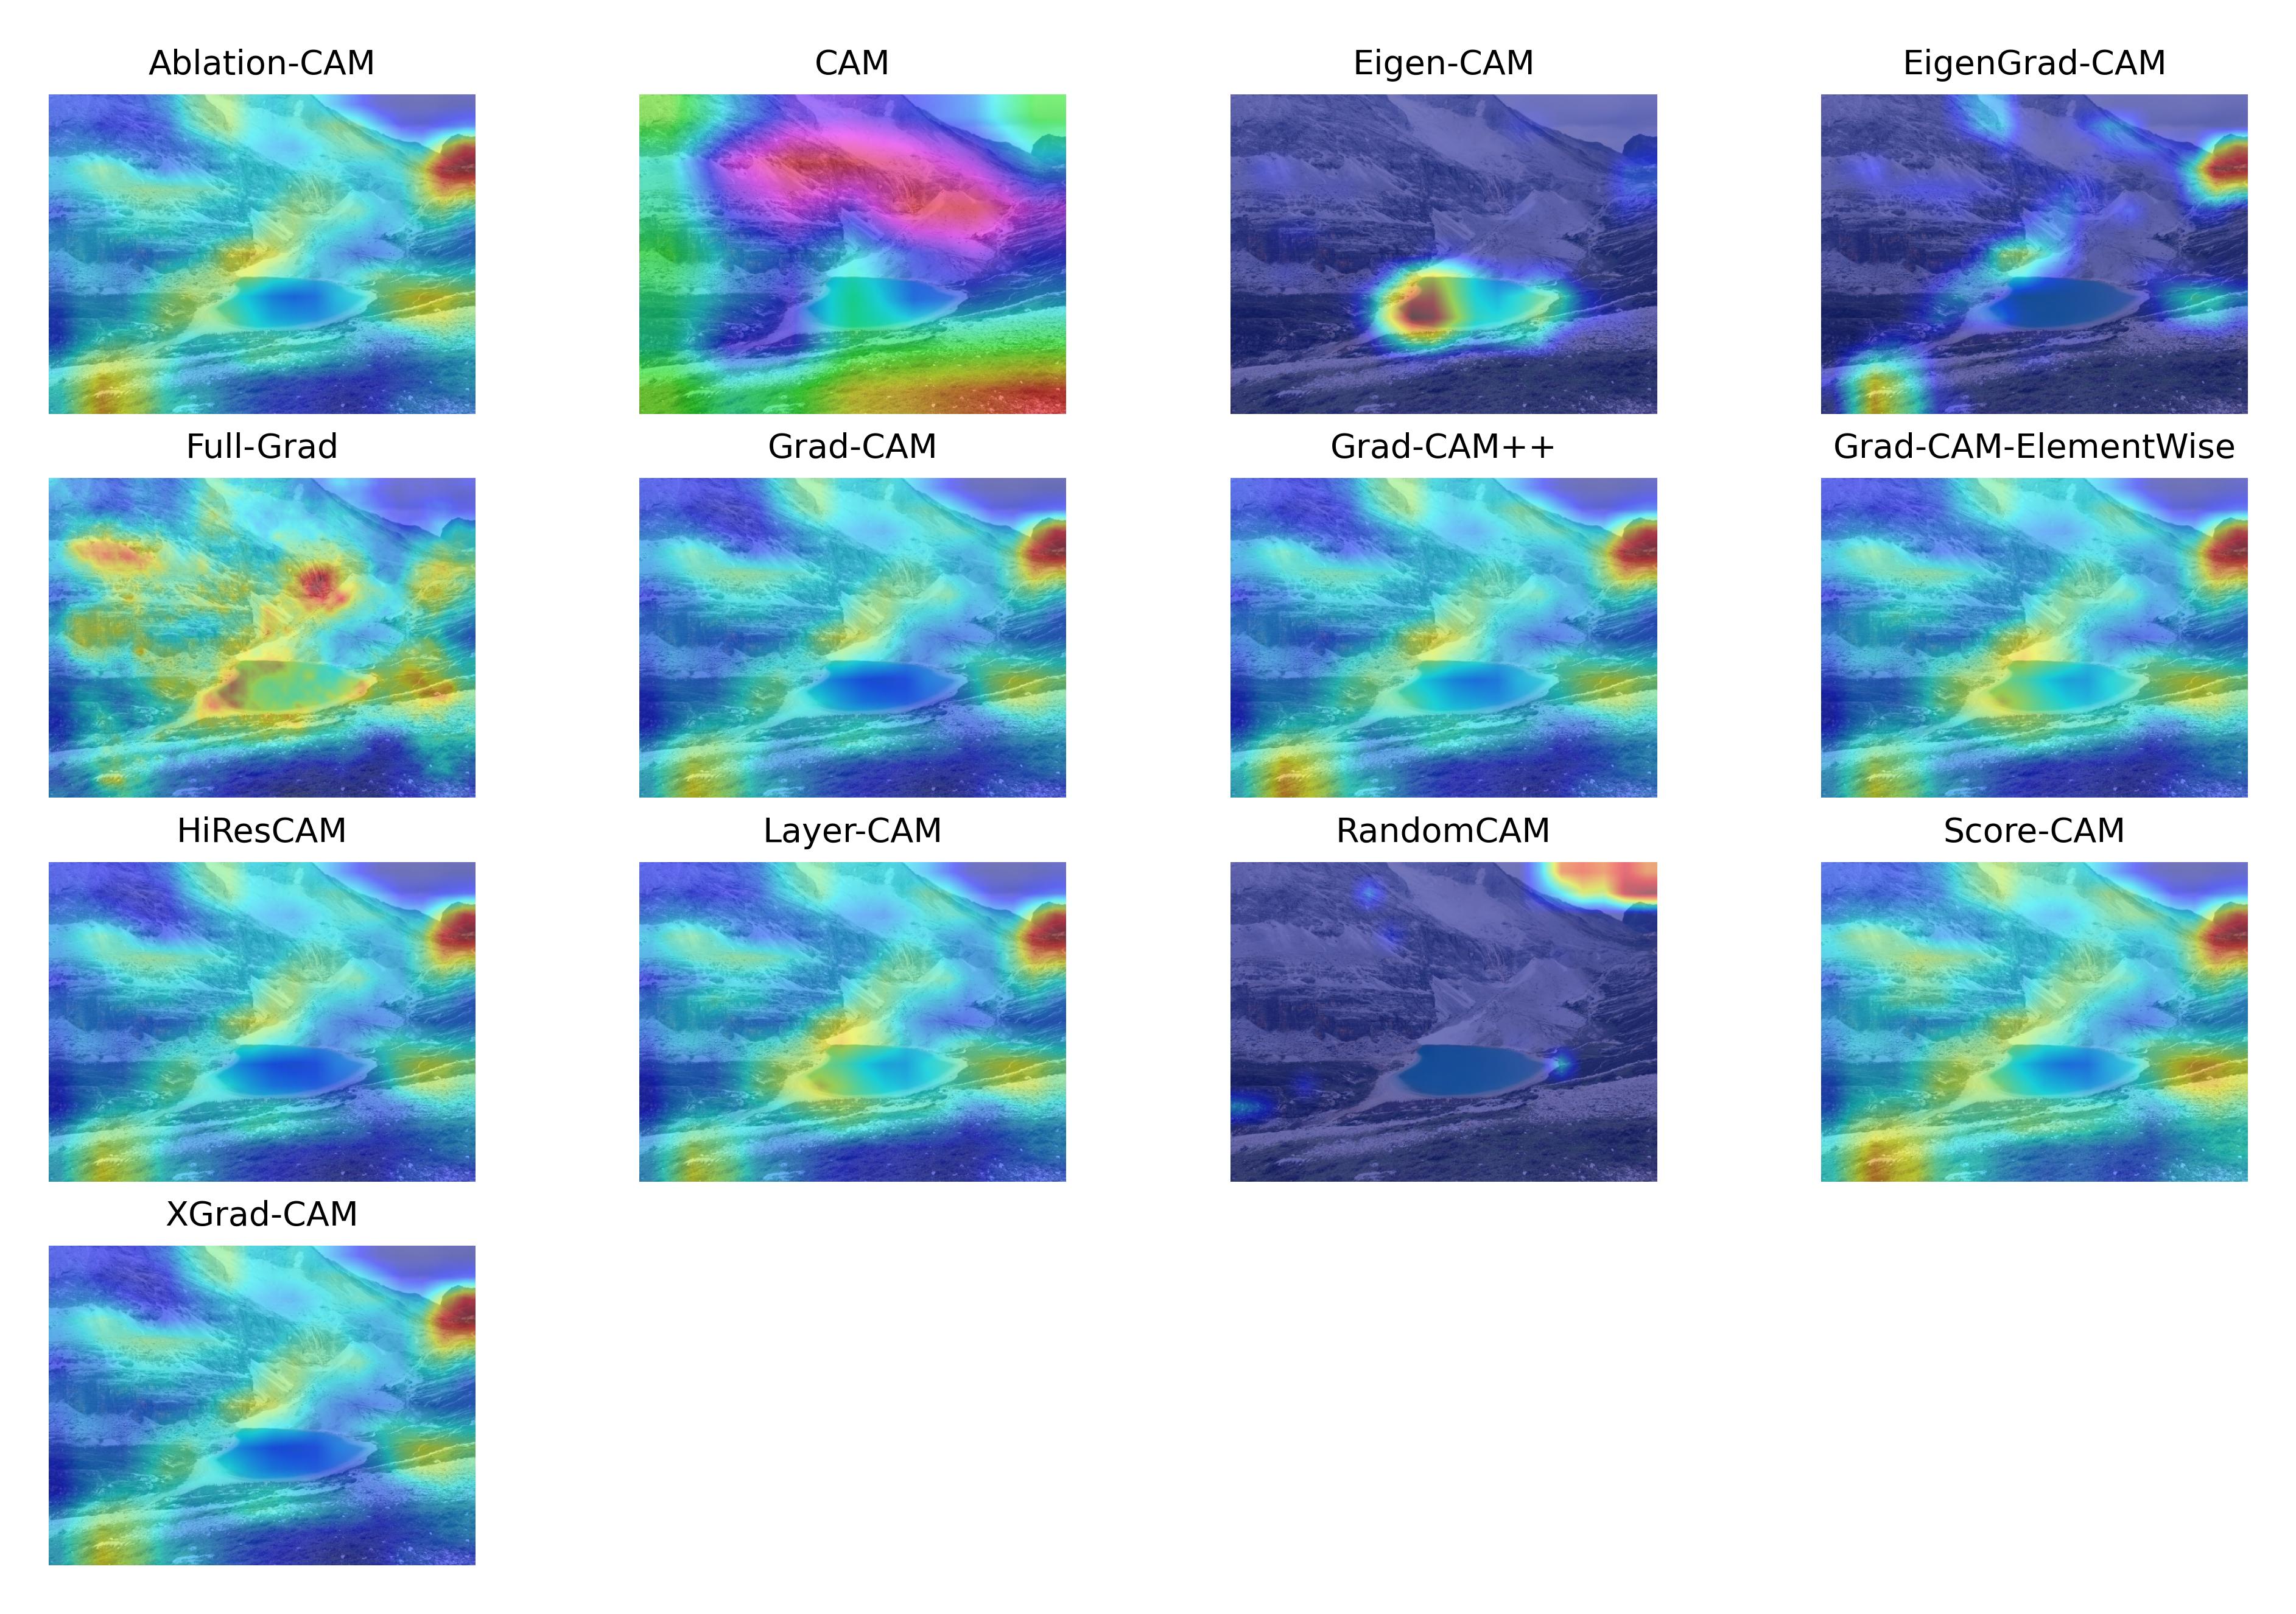 Ablation-CAM
CAM
Eigen-CAM
EigenGrad-CAM
Full-Grad
Grad-CAM
Grad-CAM++
Grad-CAM-ElementWise
HiResCAM
Layer-CAM
RandomCAM
Score-CAM
XGrad-CAM